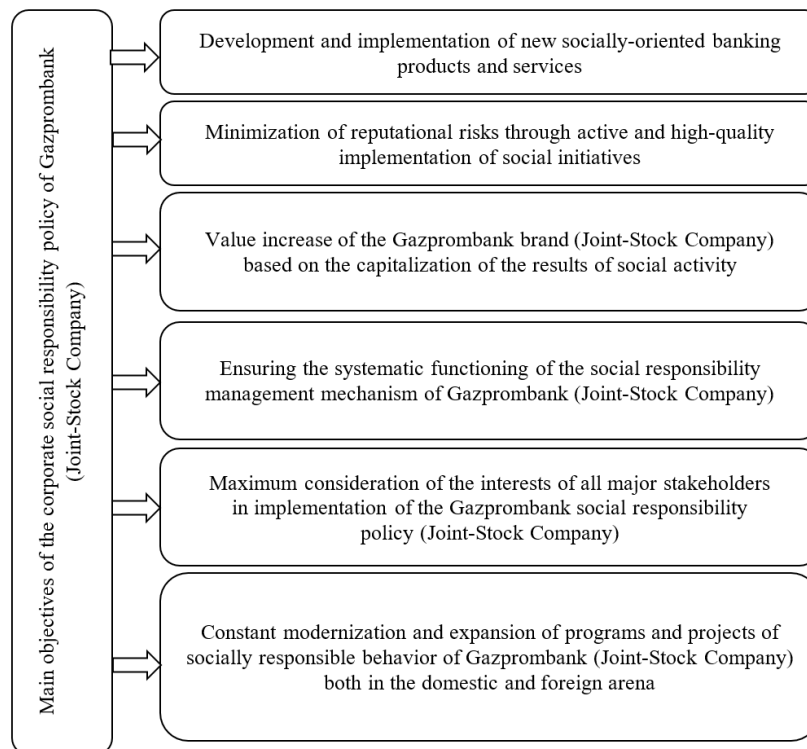 Main objectives of the corporate social responsibility policy of Gazprombank
(Joint-Stock Company)
Development and implementation of new socially-oriented banking
products and services
Minimization of reputational risks through active and high-quality
implementation of social initiatives
Value increase of the Gazprombank brand (Joint-Stock Company)
based on the capitalization of the results of social activity
Ensuring the systematic functioning of the social responsibility
management mechanism of Gazprombank (Joint-Stock Company)
Maximum consideration of the interests of all major stakeholders
in implementation of the Gazprombank social responsibility
policy (Joint-Stock Company)
Constant modernization and expansion of programs and projects of
socially responsible behavior of Gazprombank (Joint-Stock Company)
both in the domestic and foreign arena